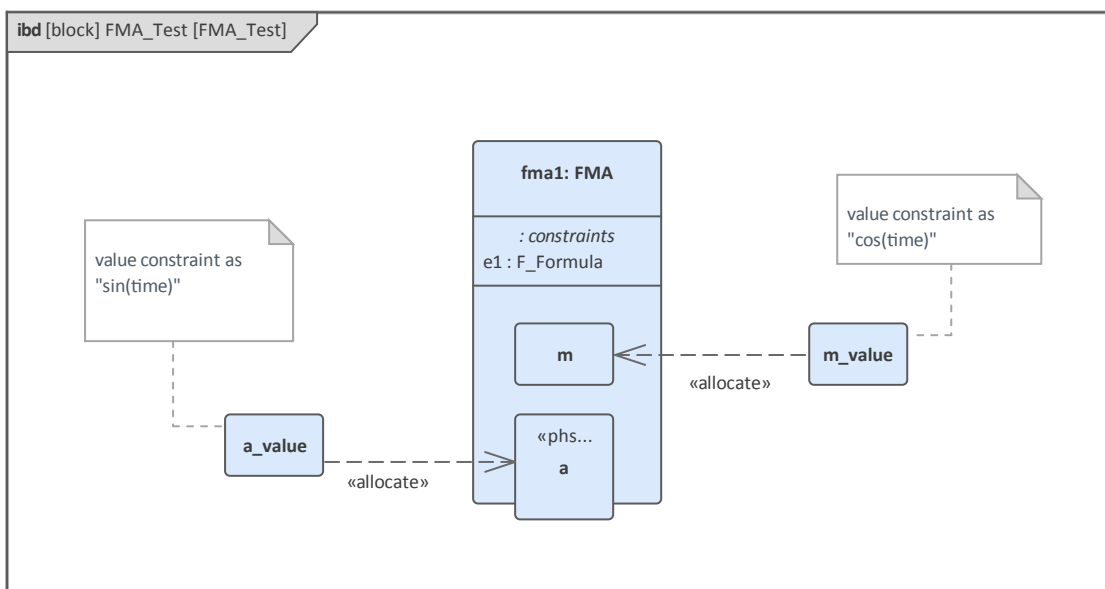 ibd [block] FMA_Test [FMA_Test]
fma1: FMA
: constraints
e1 : F_Formula
value constraint as
"sin(time)"
value constraint as
"cos(time)"
m
m_value
«allocate»
«phs...
a
a_value
«allocate»